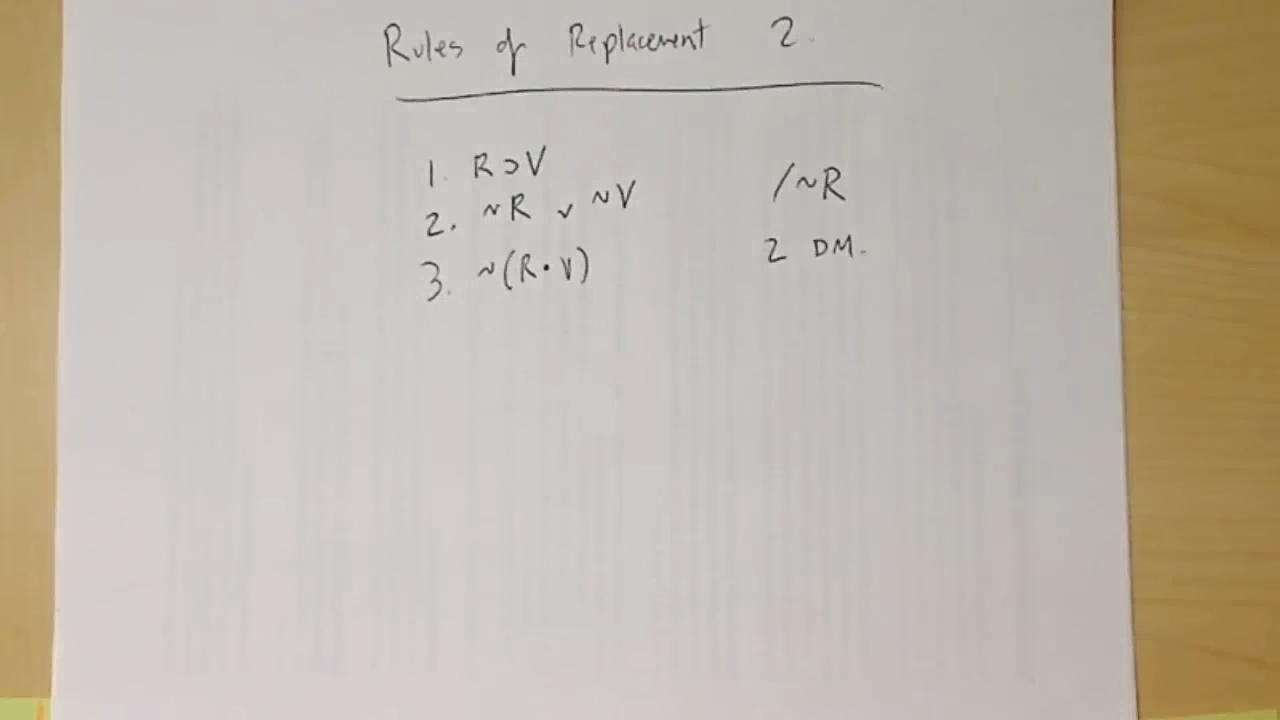 Rules of Replacement 2.
1. R ⊃ V
2. ~R v ~V /~R
3. ~(R • V) 2 DM.